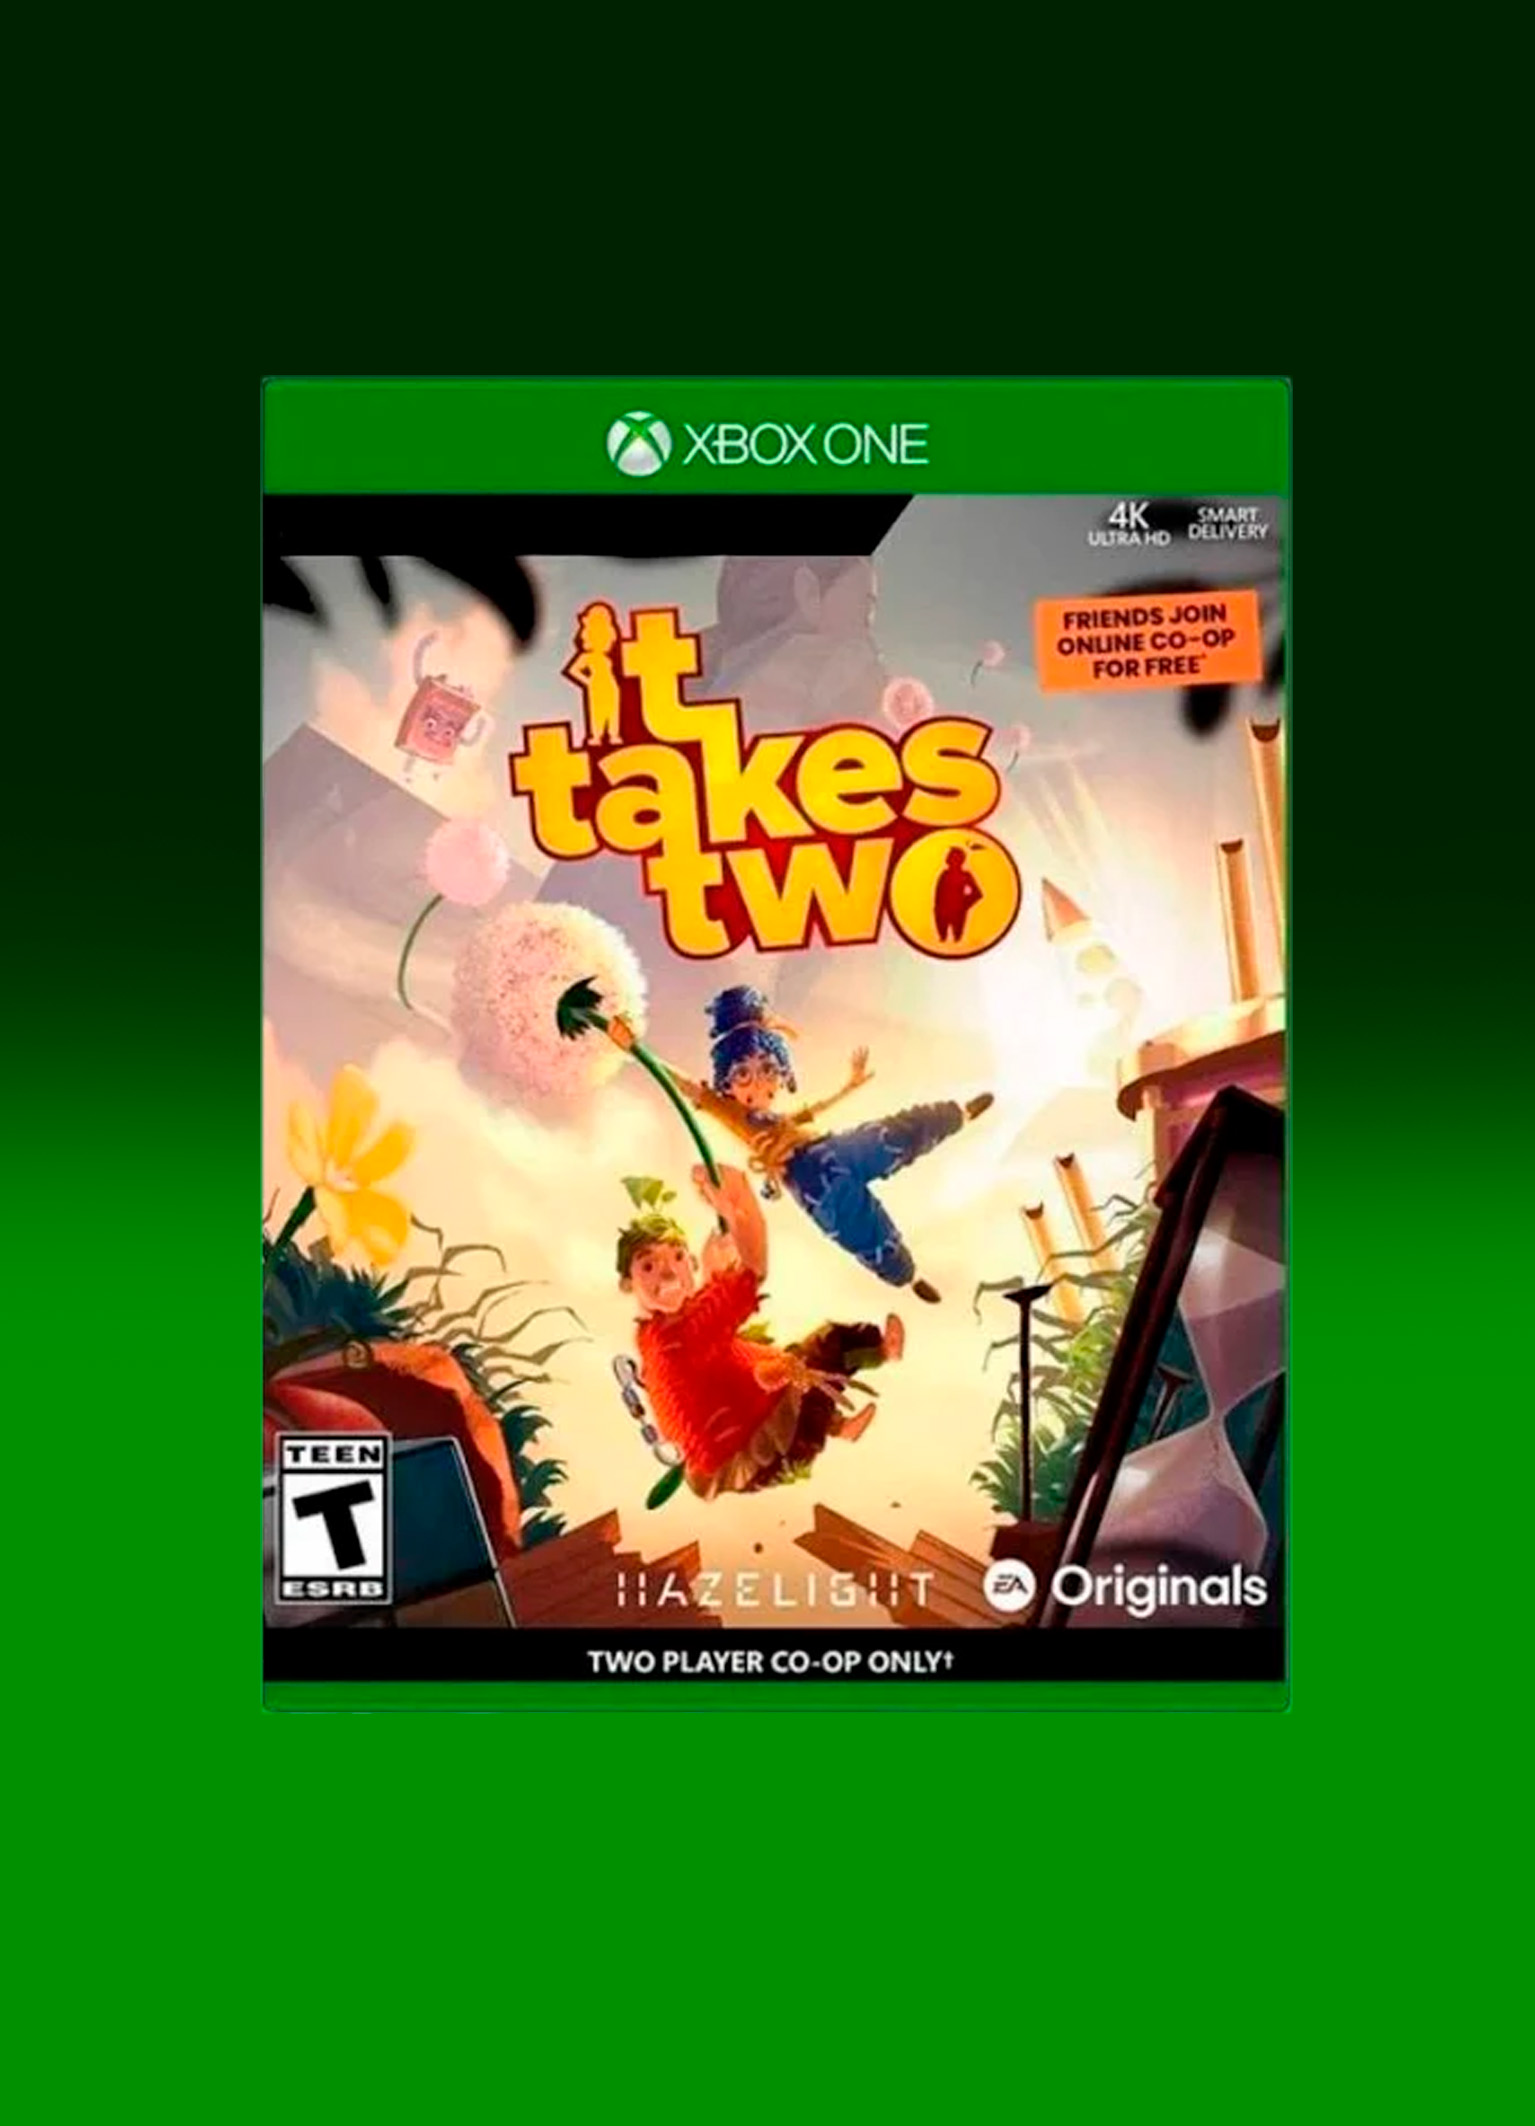 XBOX ONE
4K
ULTRA HD
SMART
DELIVERY
FRIENDS JOIN
ONLINE CO-OP
FOR FREE*
it
takes
two
TEEN
T
ESRB
HAZELIGHT
EA Originals
TWO PLAYER CO-OP ONLY†